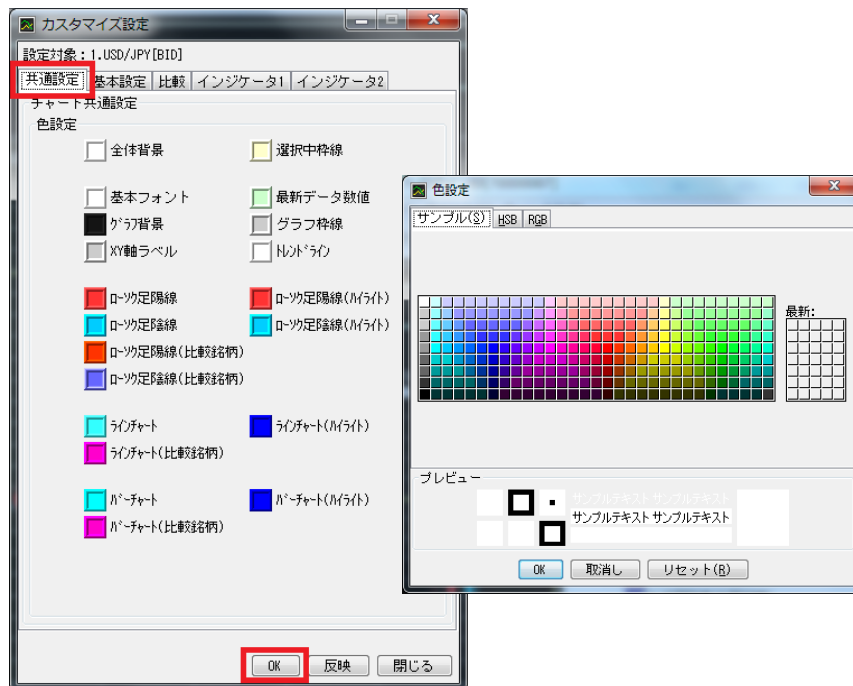 カスタマイズ設定
設定対象：1.USD/JPY[BID]
共通設定 基本設定 比較 インジケータ1 インジケータ2
チャート共通設定
色設定
全体背景 選択中枠線
基本フォント 最新データ数値
ｸﾞﾗﾌ背景 グラフ枠線
XY軸ラベル ﾄﾚﾝﾄﾞﾗｲﾝ
ﾛｰｿｸ足陽線 ﾛｰｿｸ足陽線(ﾊｲﾗｲﾄ)
ﾛｰｿｸ足陰線 ﾛｰｿｸ足陰線(ﾊｲﾗｲﾄ)
ﾛｰｿｸ足陽線(比較銘柄)
ﾛｰｿｸ足陰線(比較銘柄)
ﾗｲﾝﾁｬｰﾄ ﾗｲﾝﾁｬｰﾄ(ﾊｲﾗｲﾄ)
ﾗｲﾝﾁｬｰﾄ(比較銘柄)
ﾊﾞｰﾁｬｰﾄ ﾊﾞｰﾁｬｰﾄ(ﾊｲﾗｲﾄ)
ﾊﾞｰﾁｬｰﾄ(比較銘柄)
OK 反映 閉じる
色設定
サンプル(S) HSB RGB
最新:
プレビュー
サンプルテキスト サンプルテキスト
サンプルテキスト サンプルテキスト
OK 取消し リセット(R)